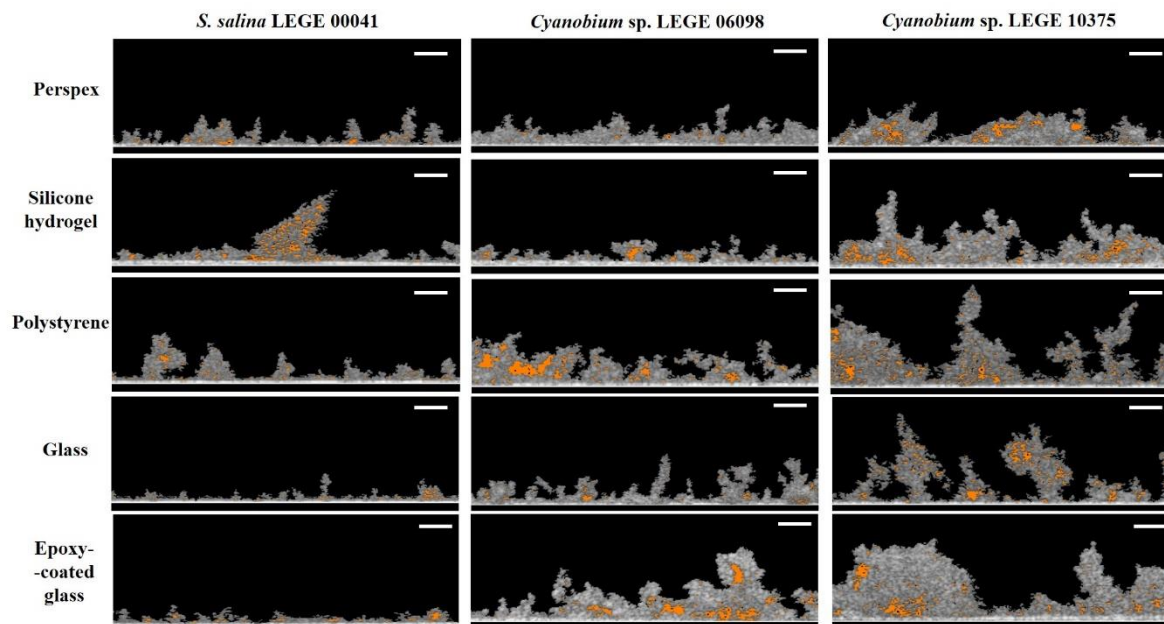 S. salina LEGE 00041
Cyanobium sp. LEGE 06098
Cyanobium sp. LEGE 10375
Perspex
Silicone
hydrogel
Polystyrene
Glass
Epoxy-
-coated
glass